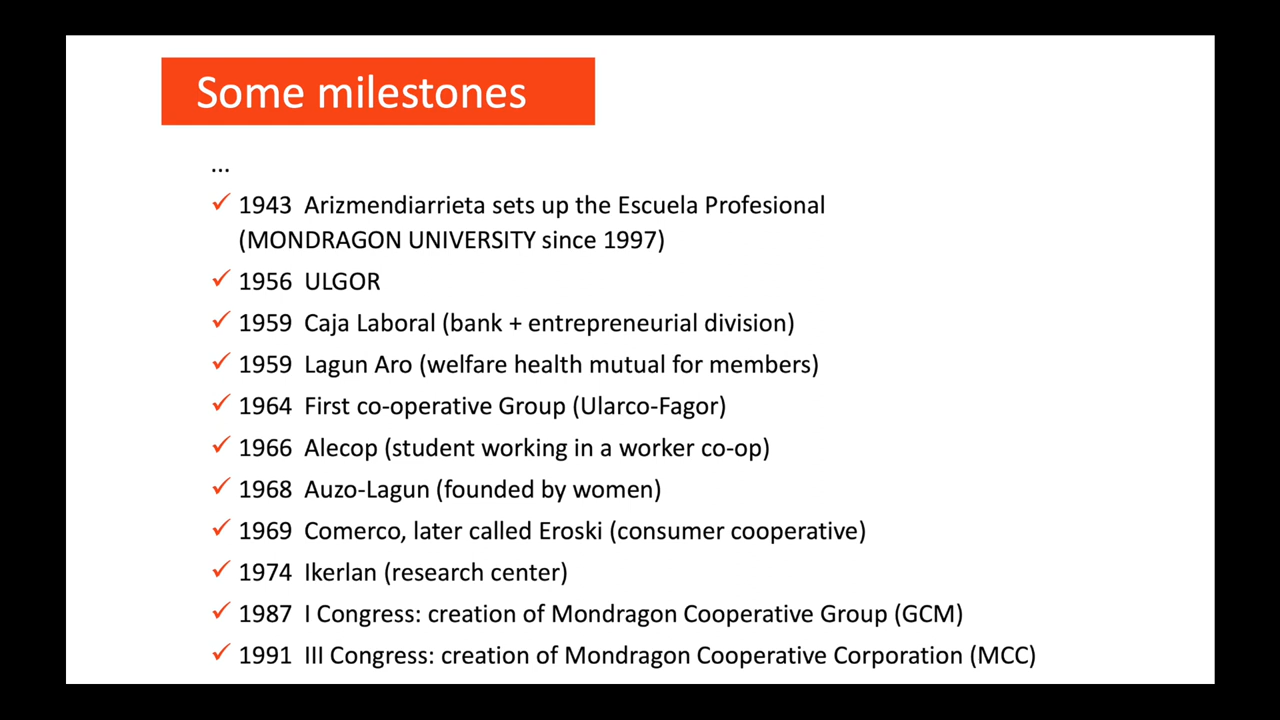 Some milestones
...
✓ 1943 Arizmendiarrieta sets up the Escuela Profesional
(MONDRAGON UNIVERSITY since 1997)
✓ 1956 ULGOR
✓ 1959 Caja Laboral (bank + entrepreneurial division)
✓ 1959 Lagun Aro (welfare health mutual for members)
✓ 1964 First co-operative Group (Ularco-Fagor)
✓ 1966 Alecop (student working in a worker co-op)
✓ 1968 Auzo-Lagun (founded by women)
✓ 1969 Comerco, later called Eroski (consumer cooperative)
✓ 1974 Ikerlan (research center)
✓ 1987 I Congress: creation of Mondragon Cooperative Group (GCM)
✓ 1991 III Congress: creation of Mondragon Cooperative Corporation (MCC)